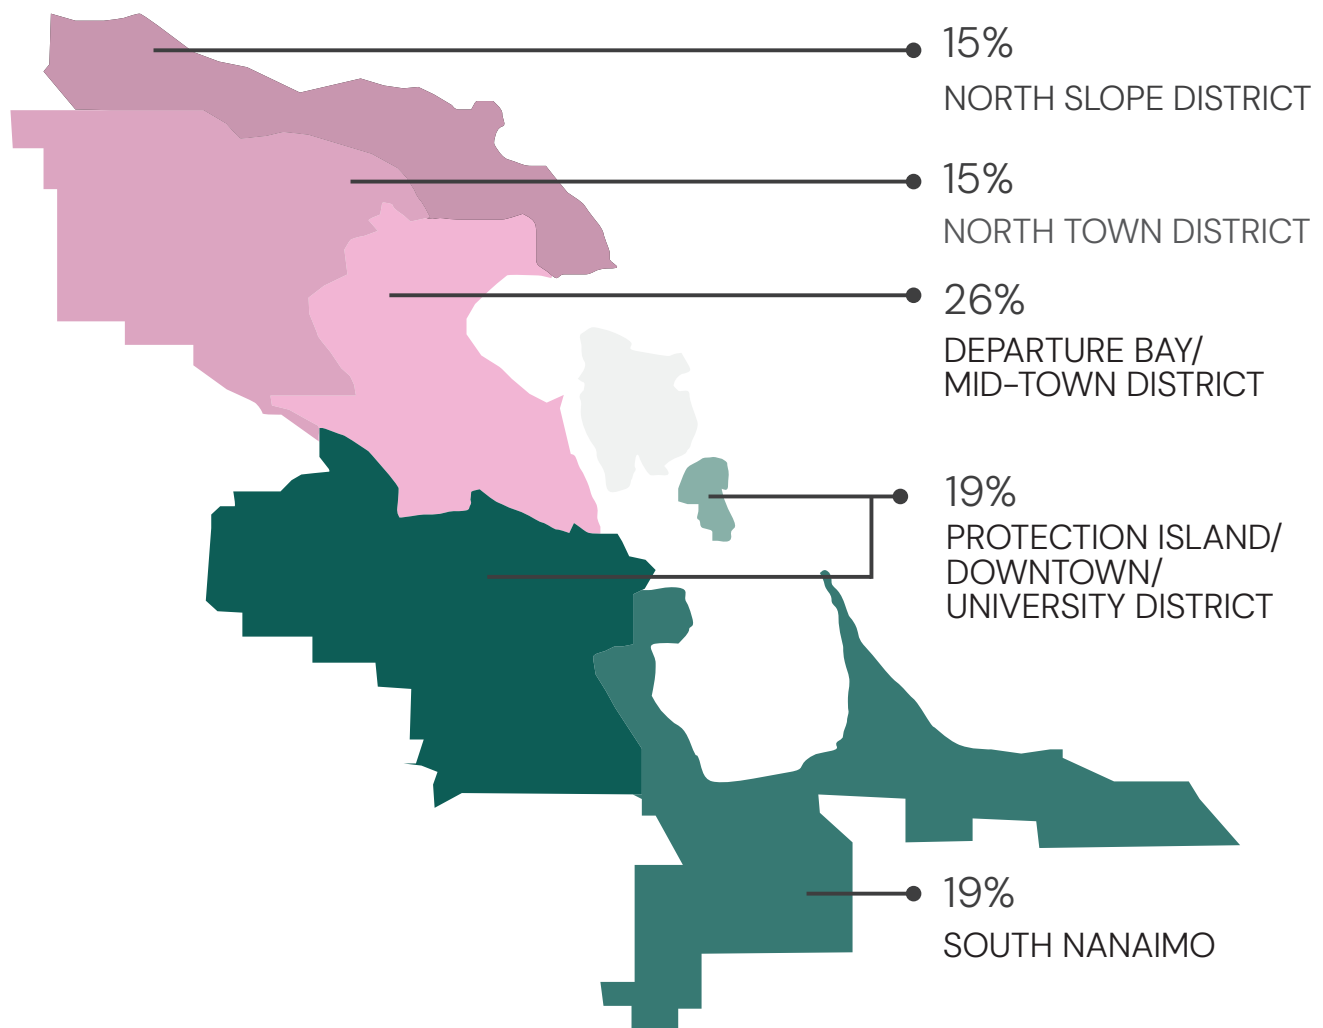 15%
NORTH SLOPE DISTRICT
15%
NORTH TOWN DISTRICT
26%
DEPARTURE BAY/
MID-TOWN DISTRICT
19%
PROTECTION ISLAND/
DOWNTOWN/
UNIVERSITY DISTRICT
19%
SOUTH NANAIMO